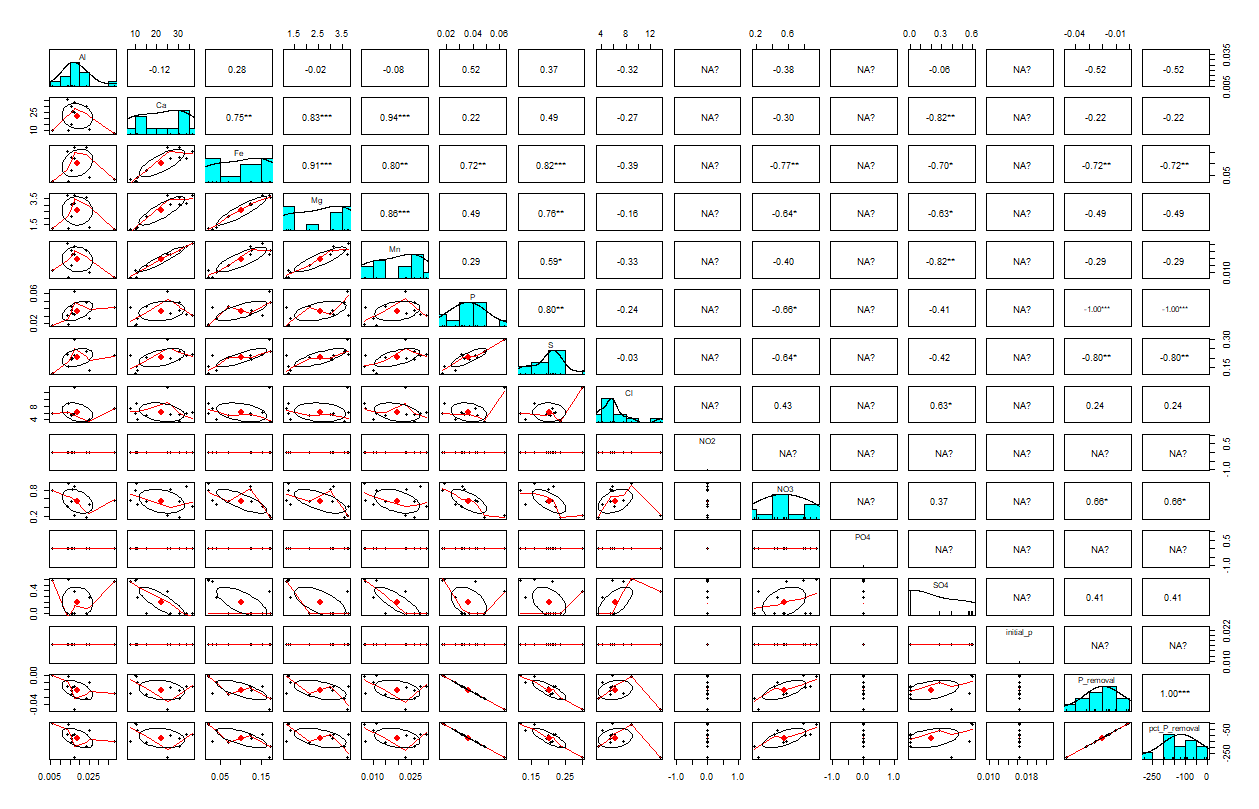 10 20 30 1.5 2.5 3.5 0.02 0.04 0.06 4 8 12 0.2 0.6 0.0 0.3 0.6 -0.04 -0.01
Al -0.12 0.28 -0.02 -0.08 0.52 0.37 -0.32 NA? -0.38 NA? -0.06 NA? -0.52 -0.52 0.005 0.035
10 25 Ca 0.75** 0.83*** 0.94*** 0.22 0.49 -0.27 NA? -0.30 NA? -0.82** NA? -0.22 -0.22
Fe 0.91*** 0.80** 0.72** 0.82*** -0.39 NA? -0.77** NA? -0.70* NA? -0.72** -0.72** 0.05
1.5 3.5 Mg 0.86*** 0.49 0.76** -0.16 NA? -0.64* NA? -0.63* NA? -0.49 -0.49
Mn 0.29 0.59* -0.33 NA? -0.40 NA? -0.82** NA? -0.29 -0.29 0.010
0.02 0.06 P 0.80** -0.24 NA? -0.66* NA? -0.41 NA? -1.00*** -1.00***
S -0.03 NA? -0.64* NA? -0.42 NA? -0.80** -0.80** 0.15 0.30
4 8 Cl NA? 0.43 NA? 0.63* NA? 0.24 0.24
NO2 NA? NA? NA? NA? NA? NA? -1.0 0.5
0.2 0.8 NO3 NA? 0.37 NA? 0.66* 0.66*
PO4 NA? NA? NA? NA? -1.0 0.5
0.0 0.4 SO4 NA? 0.41 0.41
initial_p NA? NA? 0.010 0.022
-0.04 0.00 P_removal 1.00***
pct_P_removal -250 -50
0.005 0.025 0.05 0.15 0.010 0.025 0.15 0.25 -1.0 0.0 1.0 -1.0 0.0 1.0 0.010 0.018 -250 -100 0